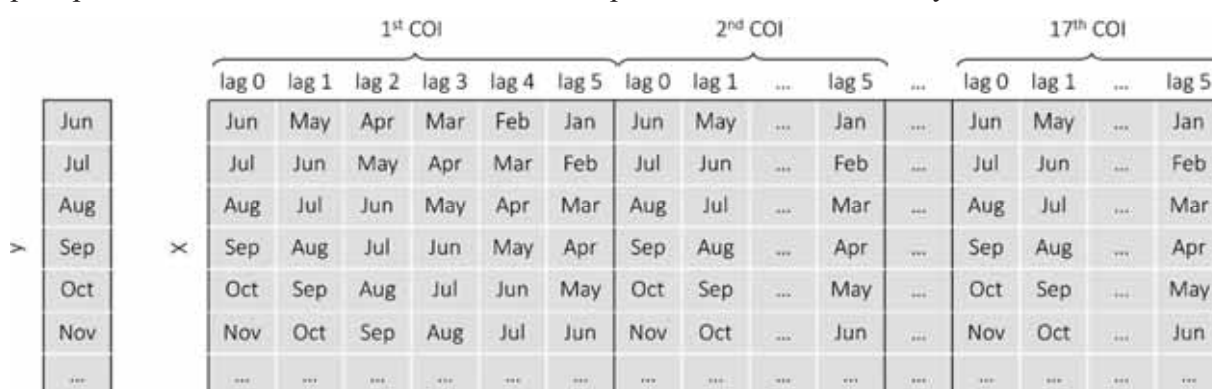 1st COI 2nd COI 17th COI
lag 0 lag 1 lag 2 lag 3 lag 4 lag 5 lag 0 lag 1 ... lag 5 ... lag 0 lag 1 ... lag 5
Jun Jun May Apr Mar Feb Jan Jun May ... Jan ... Jun May ... Jan
Jul Jul Jun May Apr Mar Feb Jul Jun ... Feb ... Jul Jun ... Feb
Aug Aug Jul Jun May Apr Mar Aug Jul ... Mar ... Aug Jul ... Mar
y Sep X Sep Aug Jul Jun May Apr Sep Aug ... Apr ... Sep Aug ... Apr
Oct Oct Sep Aug Jul Jun May Oct Sep ... May ... Oct Sep ... May
Nov Nov Oct Sep Aug Jul Jun Nov Oct ... Jun ... Nov Oct ... Jun
... ... ... ... ... ... ... ... ... ... ... ... ... ... ... ...